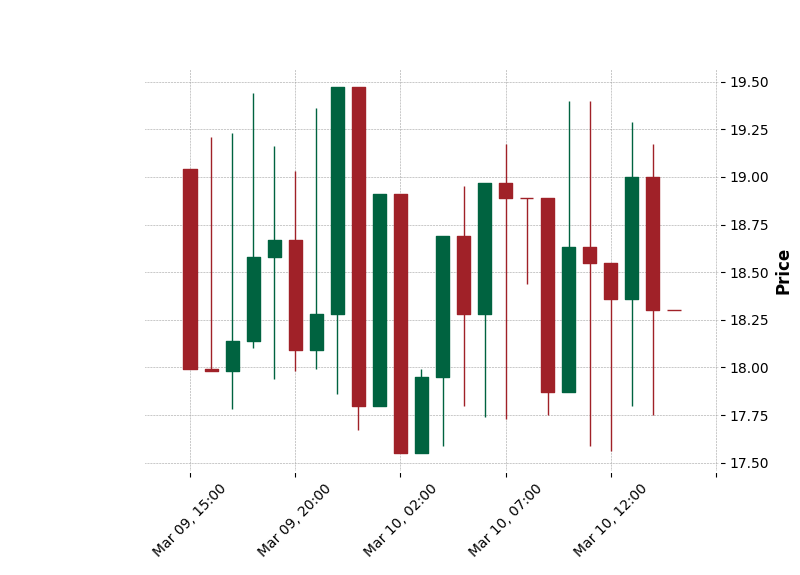 19.50
19.25
19.00
18.75
18.50
18.25
18.00
17.75
17.50
Price
Mar 09, 15:00
Mar 09, 20:00
Mar 10, 02:00
Mar 10, 07:00
Mar 10, 12:00